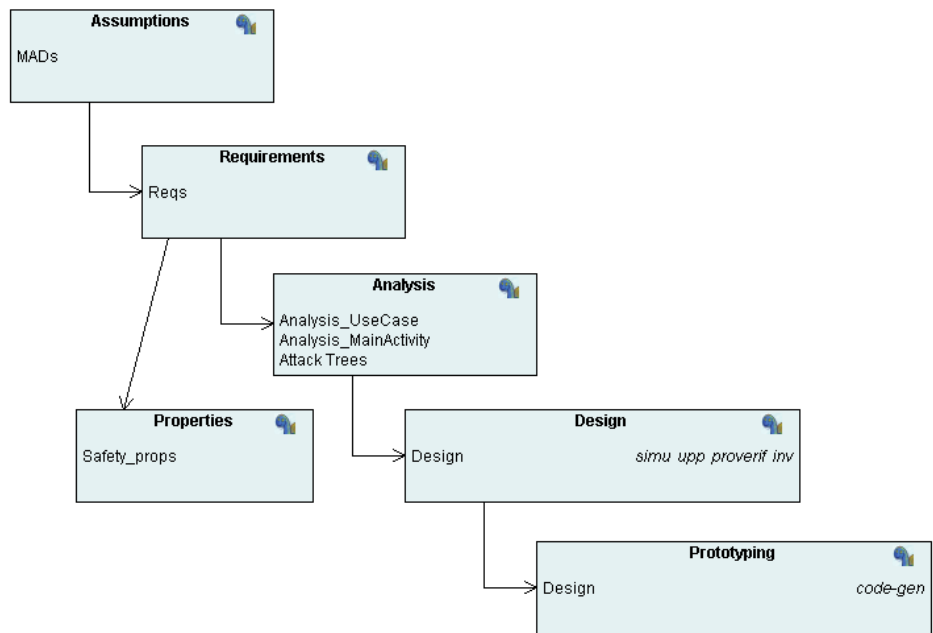 Assumptions
MADs
Requirements
Reqs
Analysis
Analysis_UseCase
Analysis_MainActivity
Attack Trees
Properties
Safety_props
Design
Design simu upp proverif inv
Prototyping
Design code-gen